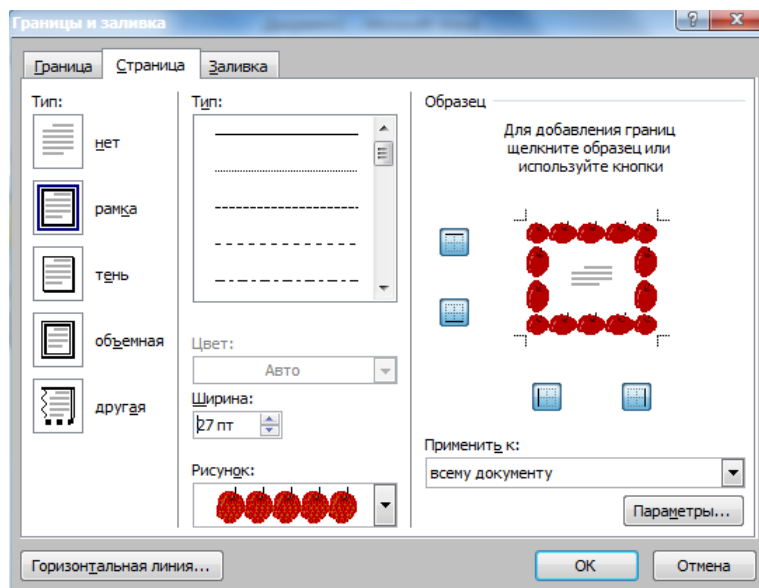 Границы и заливка
Граница
Страница
Заливка
Тип:
нет
рамка
тень
объемная
другая
Тип:
Цвет:
Авто
Ширина:
27 пт
Рисунок:
Образец
Для добавления границ
щелкните образец или
используйте кнопки
Применить к:
всему документу
Параметры...
Горизонтальная линия...
ОК
Отмена